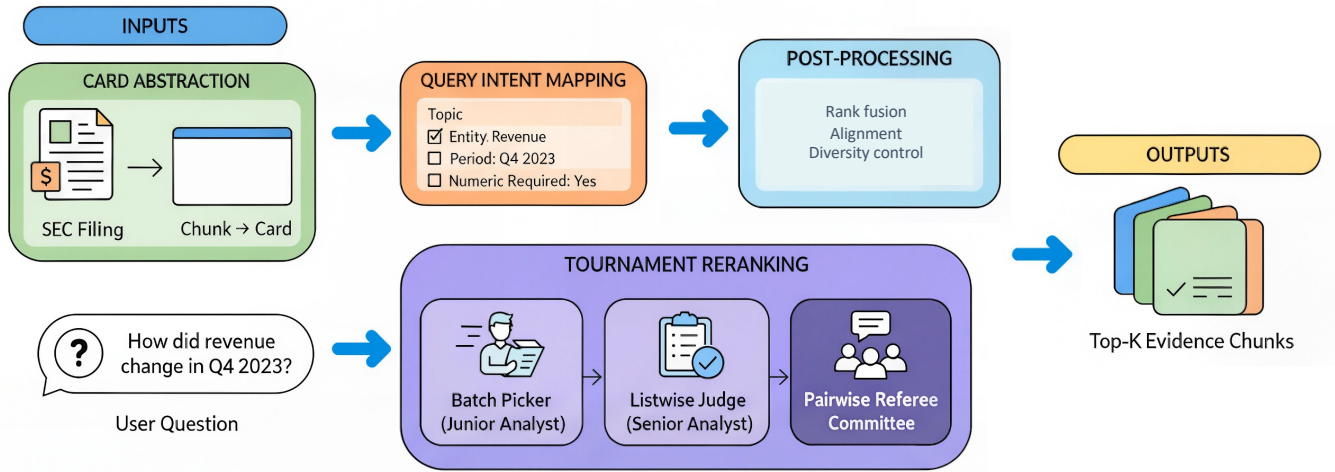 INPUTS
CARD ABSTRACTION
$
SEC Filing
Chunk → Card
QUERY INTENT MAPPING
Topic
Entity. Revenue
Period: Q4 2023
Numeric Required: Yes
POST-PROCESSING
Rank fusion
Alignment
Diversity control
?
How did revenue
change in Q4 2023?
User Question
TOURNAMENT RERANKING
Batch Picker
(Junior Analyst)
Listwise Judge
(Senior Analyst)
Pairwise Referee
Committee
OUTPUTS
Top-K Evidence Chunks